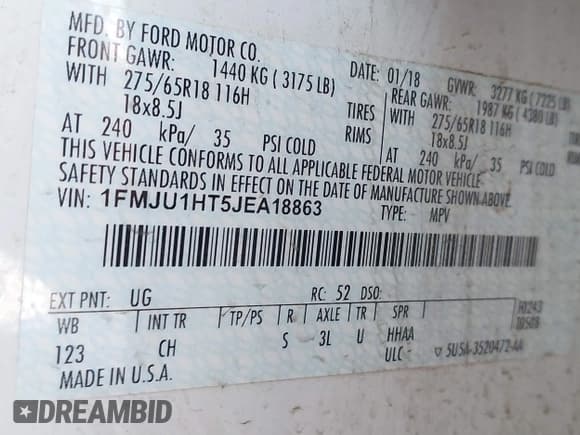 MFD. BY FORD MOTOR CO.
DATE: 01/18 GVWR: 3277 KG (7225 LB)
FRONT GAWR: 1440 KG (3175 LB) REAR GAWR: 1987 KG (4380 LB)
WITH 275/65R18 116H TIRES WITH 275/65R18 116H
18x8.5J RIMS 18x8.5J
AT 240 kPa/ 35 PSI COLD AT 240 kPa/ 35 PSI COLD
THIS VEHICLE CONFORMS TO ALL APPLICABLE FEDERAL MOTOR VEHICLE
SAFETY STANDARDS IN EFFECT ON THE DATE OF MANUFACTURE SHOWN ABOVE.
VIN: 1FMJU1HT5JEA18863 TYPE: MPV
EXT PNT: UG RC: 52 DSO:
WB INT TR TP/PS R AXLE TR SPR
123 CH S 3L U HHAA
ULC 5U5A-3520472-AA
MADE IN U.S.A.
DREAMBID